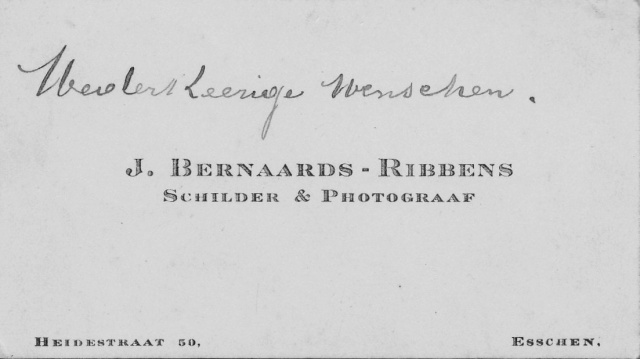 Wederkeerige Wenschen.
J. Bernaards - Ribbens
Schilder & Photograaf
Heidestraat 50,
Esschen.